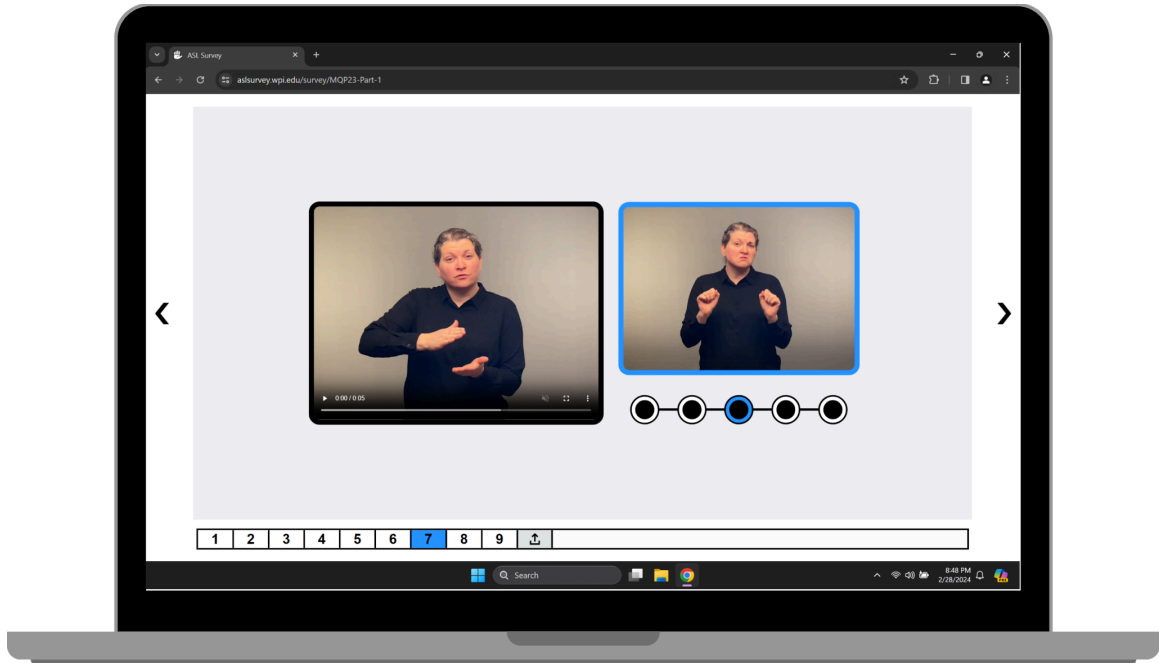 ASL Survey
aslsurvey.wpi.edu/survey/MQP23-Part-1
0:00 / 0:05
1 2 3 4 5 6 7 8 9
Search
8:48 PM
2/28/2024
PRE